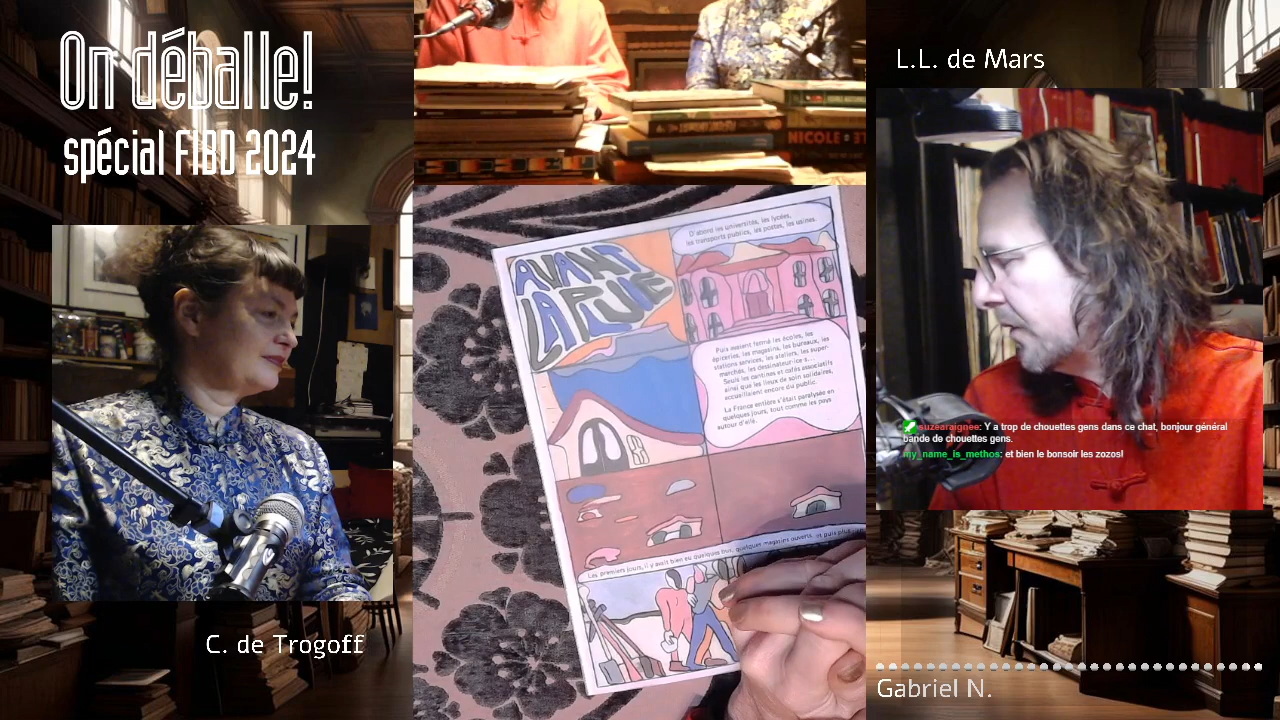 On déballe!
spécial FIBD 2024
C. de Trogoff
NICOLE
AVANT
LA PLUIE
D'abord les universités, les lycées,
les transports publics, les postes, les usines.
Puis avaient fermé les écoles, les
épiceries, les magasins, les bureaux, les
stations services, les ateliers, les super-
marchés, les dessinateur·ice·s...
Seuls les cantines et cafés associatifs
ainsi que les lieux de soin solidaires,
accueillaient encore du public.
La France entière s'était paralysée en
quelques jours, tout comme les pays
autour d'elle.
Les premiers jours, il y avait bien eu quelques bus, quelques magasins ouverts, et puis plus
L.L. de Mars
suzearaignee: Y a trop de chouettes gens dans ce chat, bonjour général
bande de chouettes gens.
my_name_is_methos: et bien le bonsoir les zozos!
Gabriel N.